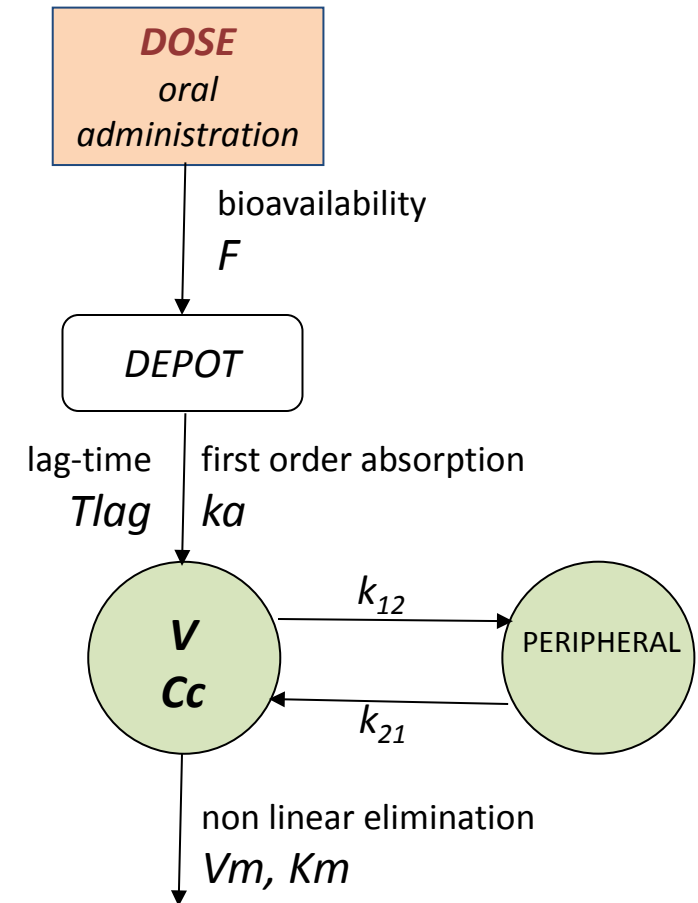 DOSE
oral
administration
bioavailability
F
DEPOT
lag-time
Tlag
first order absorption
ka
k12
V
Cc
PERIPHERAL
k21
non linear elimination
Vm, Km